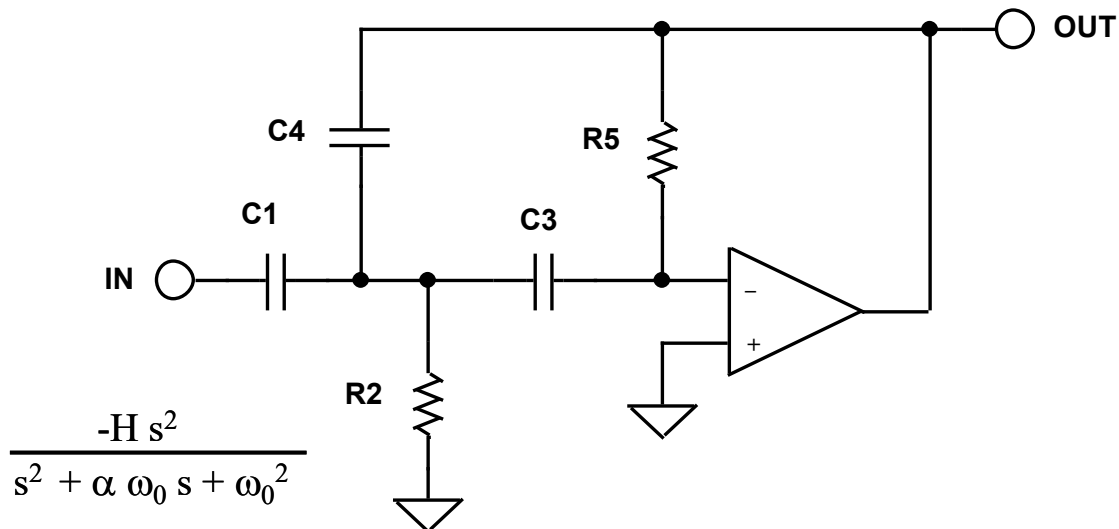 OUT
C4
R5
C1
C3
IN
−
+
R2
-H s²
s² + α ω₀ s + ω₀²